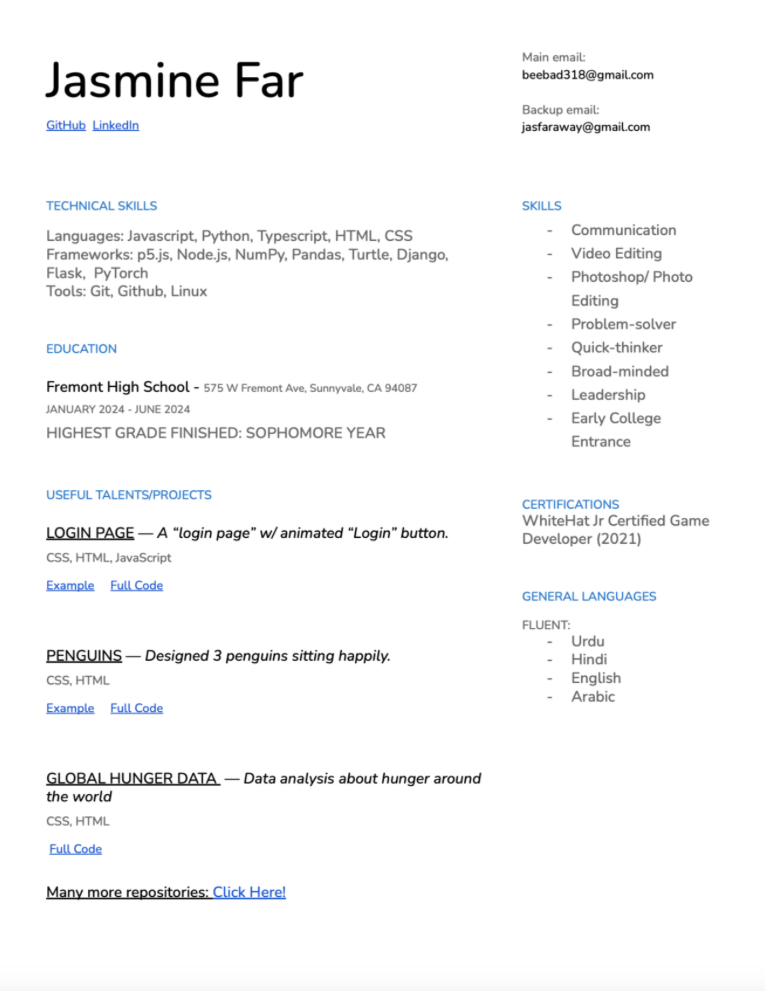 Jasmine Far
GitHub LinkedIn
Main email:
beebad318@gmail.com
Backup email:
jasfaraway@gmail.com
TECHNICAL SKILLS
Languages: Javascript, Python, Typescript, HTML, CSS
Frameworks: p5.js, Node.js, NumPy, Pandas, Turtle, Django,
Flask, PyTorch
Tools: Git, Github, Linux
EDUCATION
Fremont High School - 575 W Fremont Ave, Sunnyvale, CA 94087
JANUARY 2024 - JUNE 2024
HIGHEST GRADE FINISHED: SOPHOMORE YEAR
USEFUL TALENTS/PROJECTS
LOGIN PAGE — A “login page” w/ animated “Login” button.
CSS, HTML, JavaScript
Example Full Code
PENGUINS — Designed 3 penguins sitting happily.
CSS, HTML
Example Full Code
GLOBAL HUNGER DATA — Data analysis about hunger around
the world
CSS, HTML
Full Code
Many more repositories: Click Here!
SKILLS
- Communication
- Video Editing
- Photoshop/ Photo
Editing
- Problem-solver
- Quick-thinker
- Broad-minded
- Leadership
- Early College
Entrance
CERTIFICATIONS
WhiteHat Jr Certified Game
Developer (2021)
GENERAL LANGUAGES
FLUENT:
- Urdu
- Hindi
- English
- Arabic